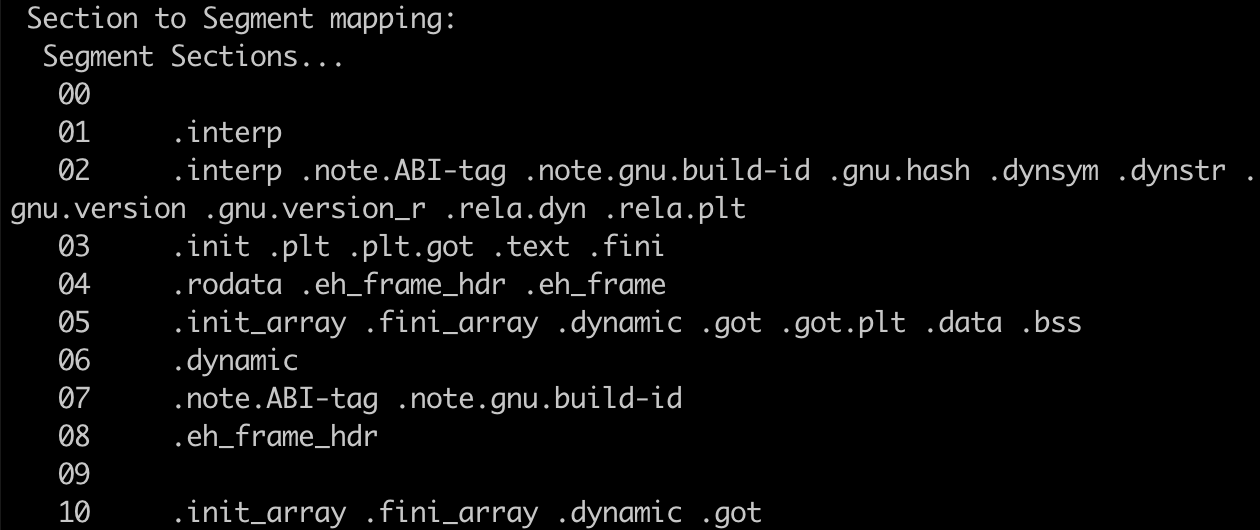 Section to Segment mapping:
Segment Sections...
00
01 .interp
02 .interp .note.ABI-tag .note.gnu.build-id .gnu.hash .dynsym .dynstr .
gnu.version .gnu.version_r .rela.dyn .rela.plt
03 .init .plt .plt.got .text .fini
04 .rodata .eh_frame_hdr .eh_frame
05 .init_array .fini_array .dynamic .got .got.plt .data .bss
06 .dynamic
07 .note.ABI-tag .note.gnu.build-id
08 .eh_frame_hdr
09
10 .init_array .fini_array .dynamic .got